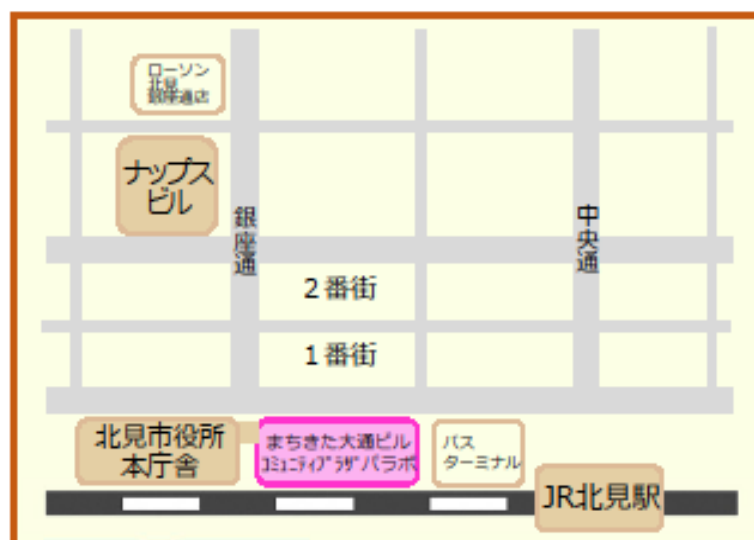 ローソン
北見
銀座通店
ナップス
ビル
銀座通
中央通
2番街
1番街
北見市役所
本庁舎
まちきた大通ビル
ｺﾐｭﾆﾃｨﾌﾟﾗｻﾞパラボ
バス
ターミナル
JR北見駅